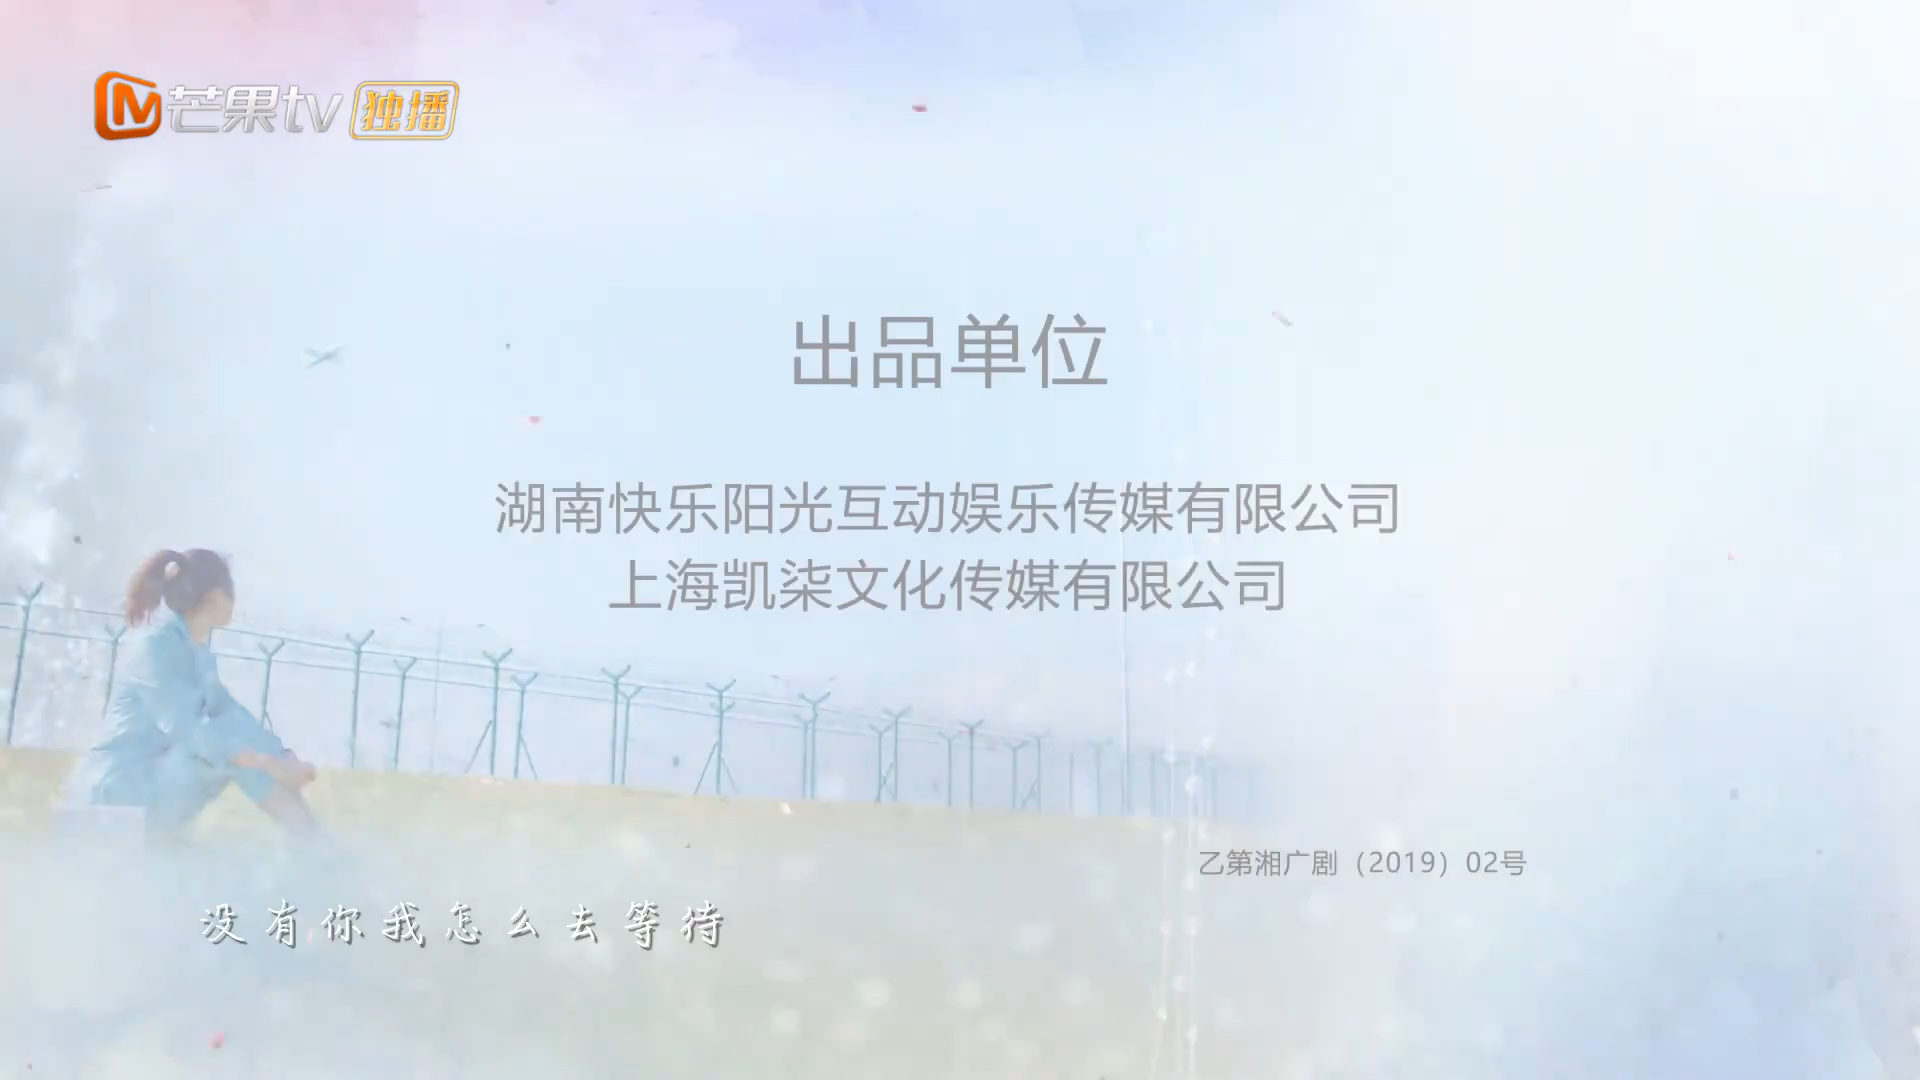 芒果tv 独播
出品单位
湖南快乐阳光互动娱乐传媒有限公司
上海凯柒文化传媒有限公司
乙第湘广剧（2019）02号
没有你我怎么去等待